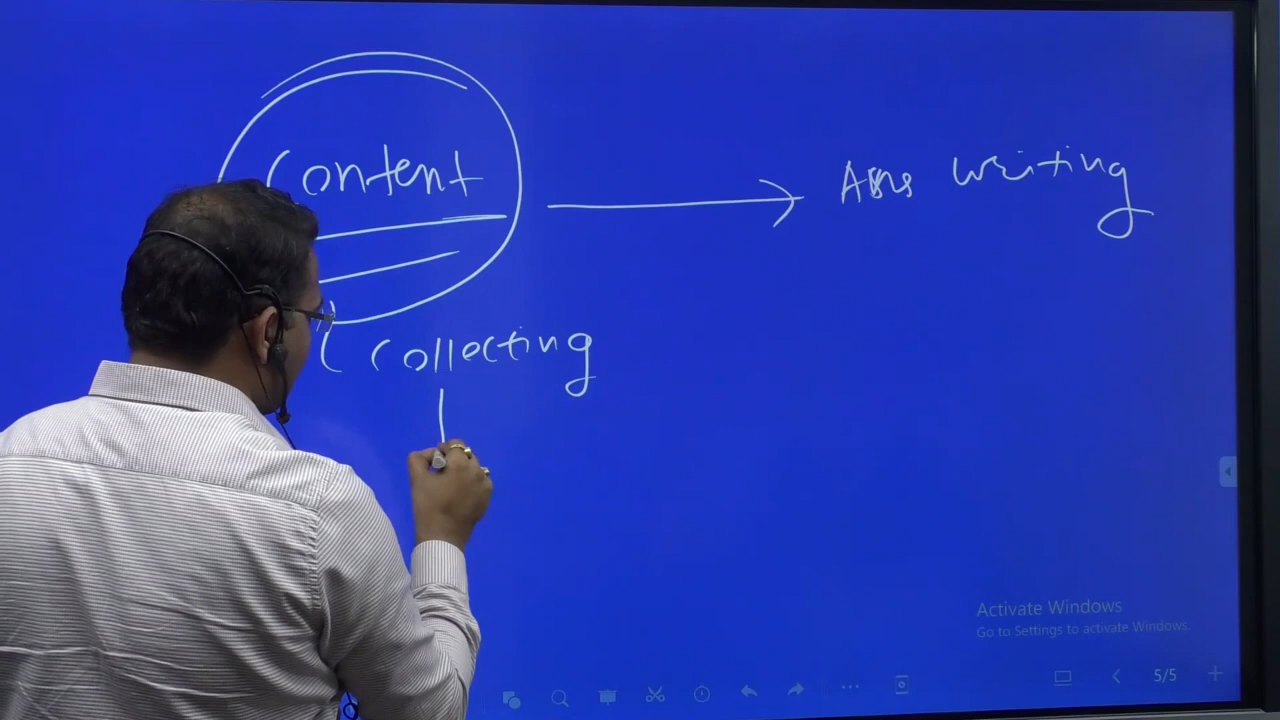 Content
Ans writing
Collecting
Activate Windows
Go to Settings to activate Windows.
5/5